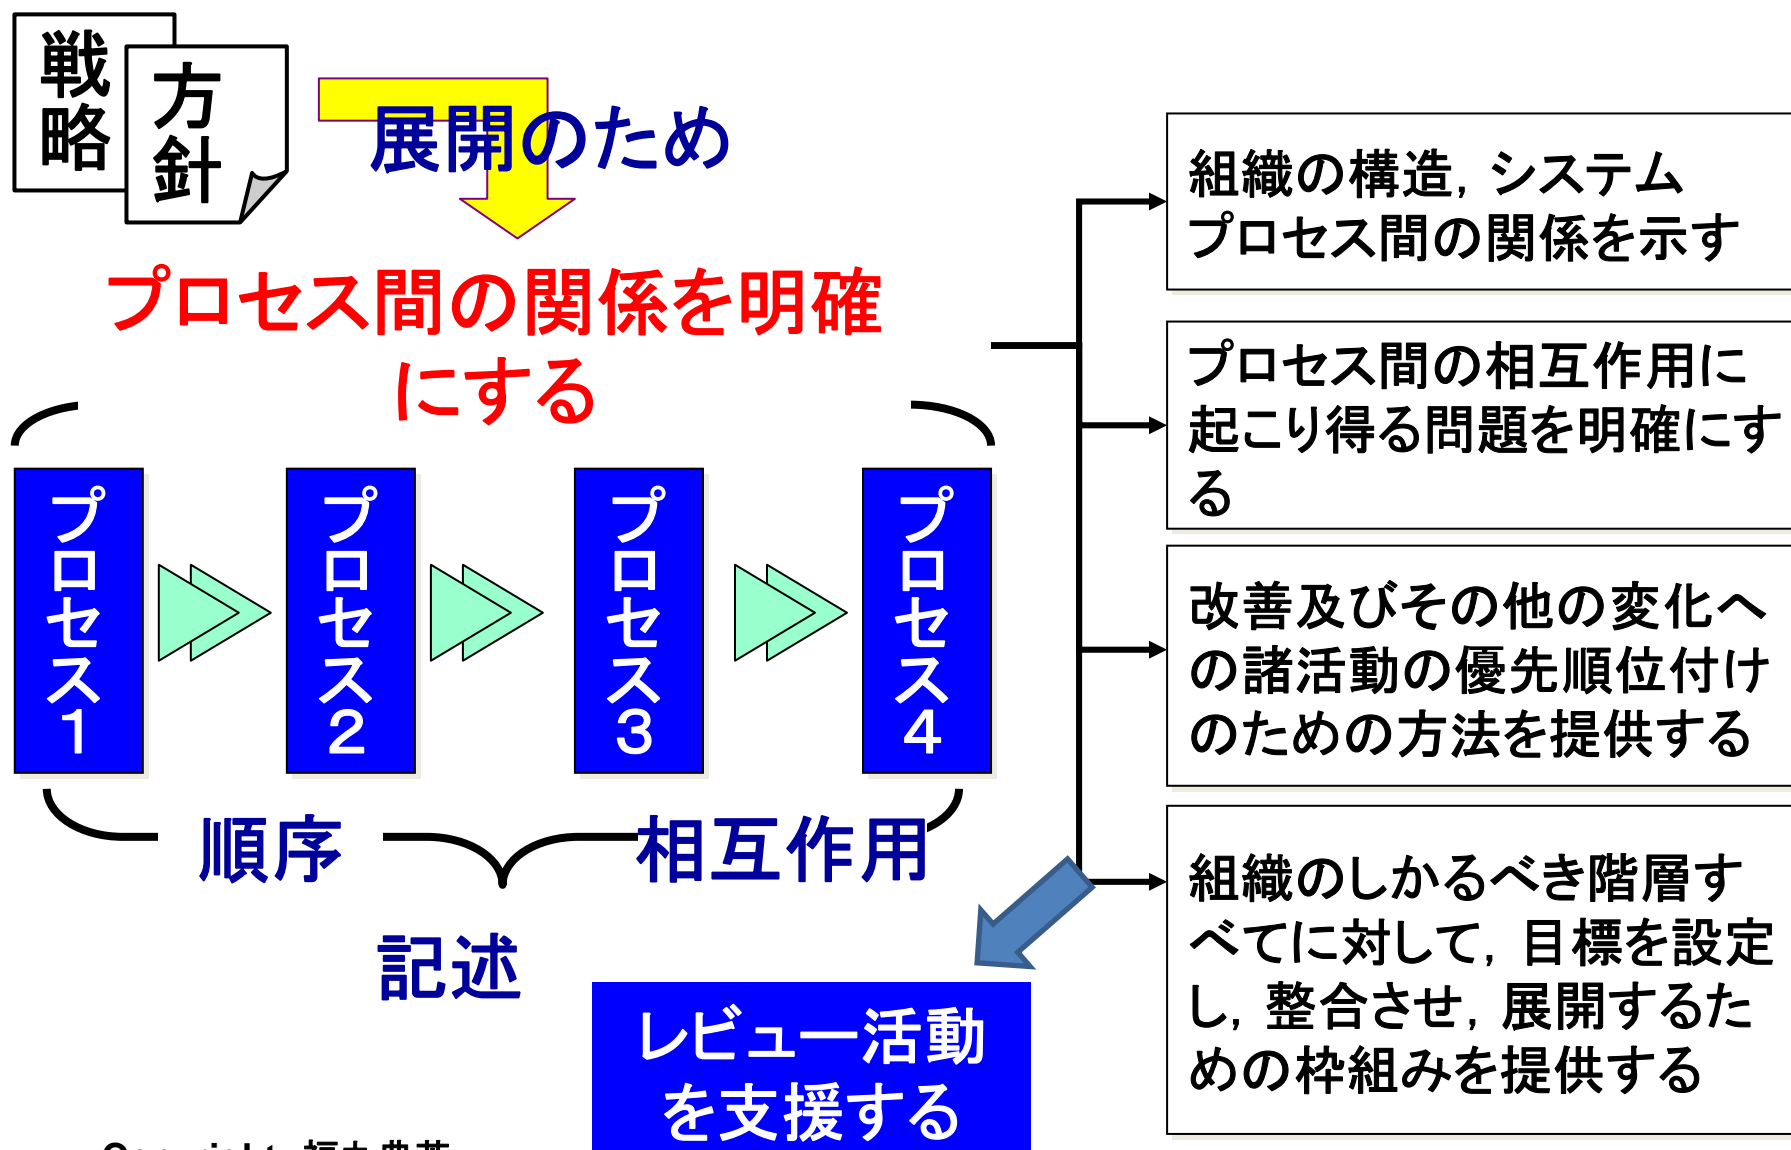 戦略
方針
展開のため
プロセス間の関係を明確
にする
プロセス1
プロセス2
プロセス3
プロセス4
順序
相互作用
記述
組織の構造，システム
プロセス間の関係を示す
プロセス間の相互作用に
起こり得る問題を明確にす
る
改善及びその他の変化へ
の諸活動の優先順位付け
のための方法を提供する
組織のしかるべき階層す
べてに対して，目標を設定
し，整合させ，展開するた
めの枠組みを提供する
レビュー活動
を支援する
Copyright